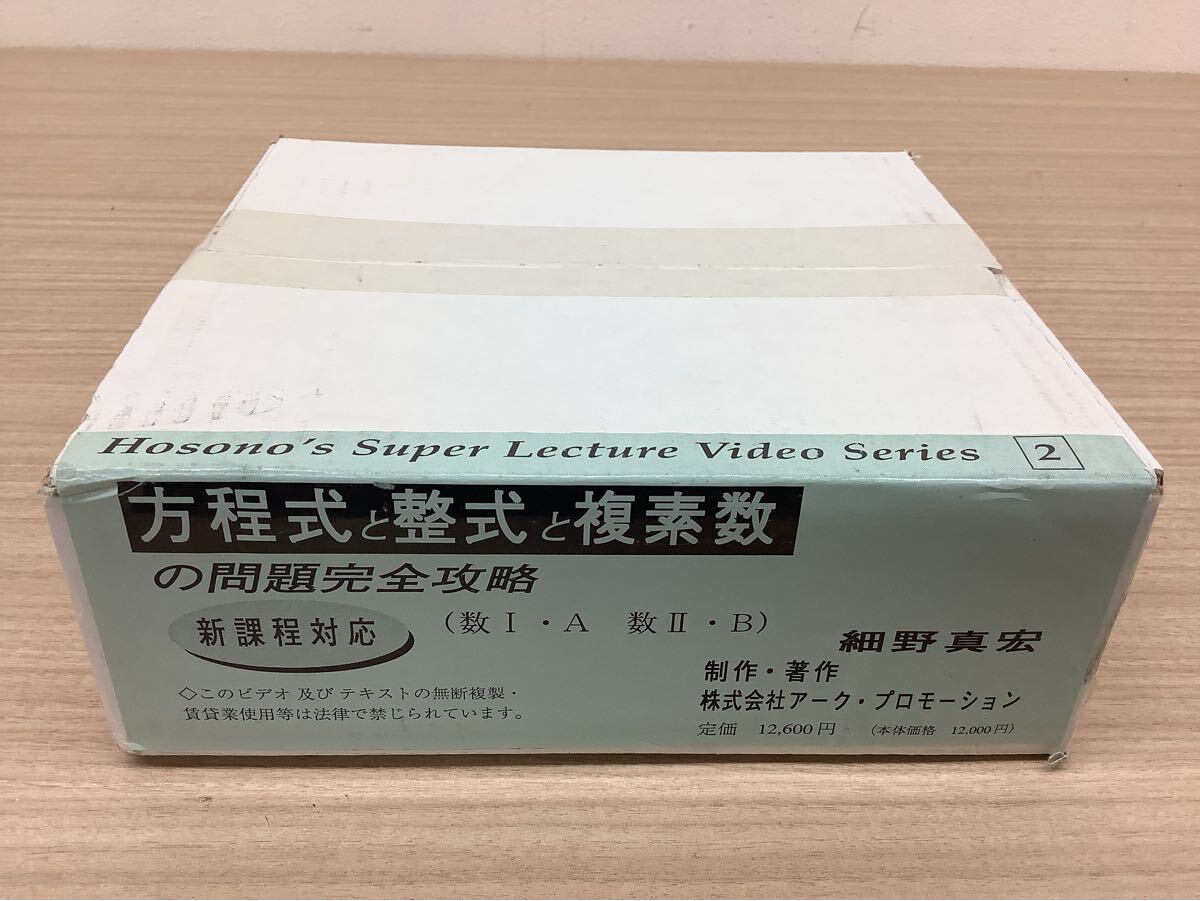 Hosono's Super Lecture Video Series 2
方程式と整式と複素数
の問題完全攻略
新課程対応
(数Ⅰ・A 数Ⅱ・B)
細野真宏
◇このビデオ及びテキストの無断複製・
賃貸業使用等は法律で禁じられています。
制作・著作
株式会社アーク・プロモーション
定価 12,600円 (本体価格 12,000円)